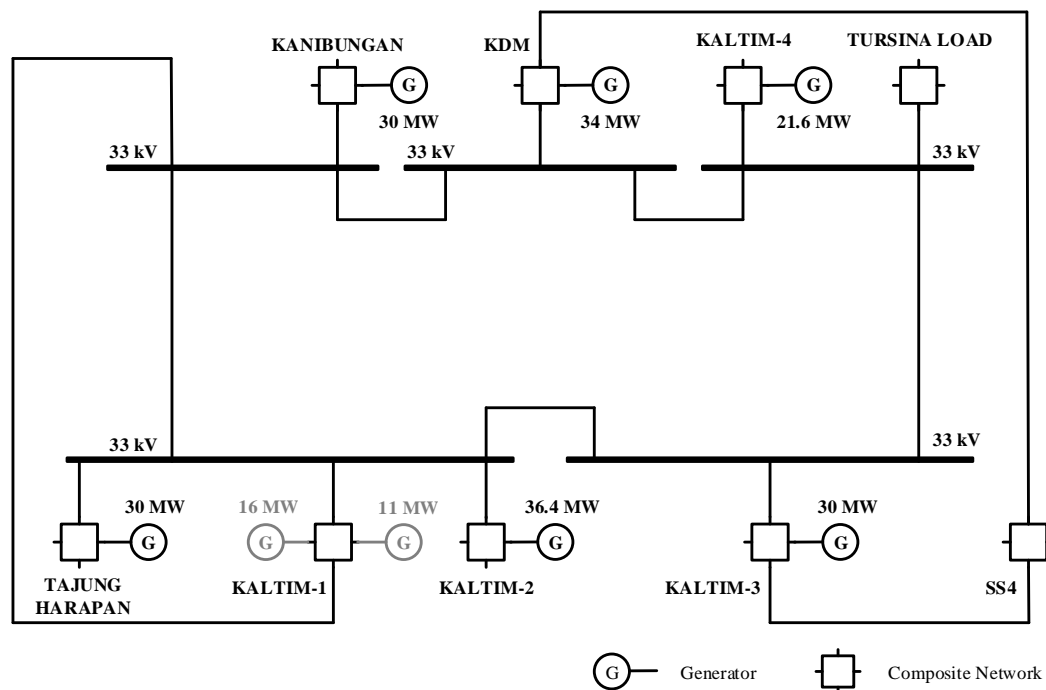 KANIBUNGAN
KDM
KALTIM-4
TURSINA LOAD
G
G
G
30 MW
34 MW
21.6 MW
33 kV
33 kV
33 kV
33 kV
33 kV
30 MW
16 MW
11 MW
36.4 MW
30 MW
G
G
G
G
G
TAJUNG
HARAPAN
KALTIM-1
KALTIM-2
KALTIM-3
SS4
G
Generator
Composite Network